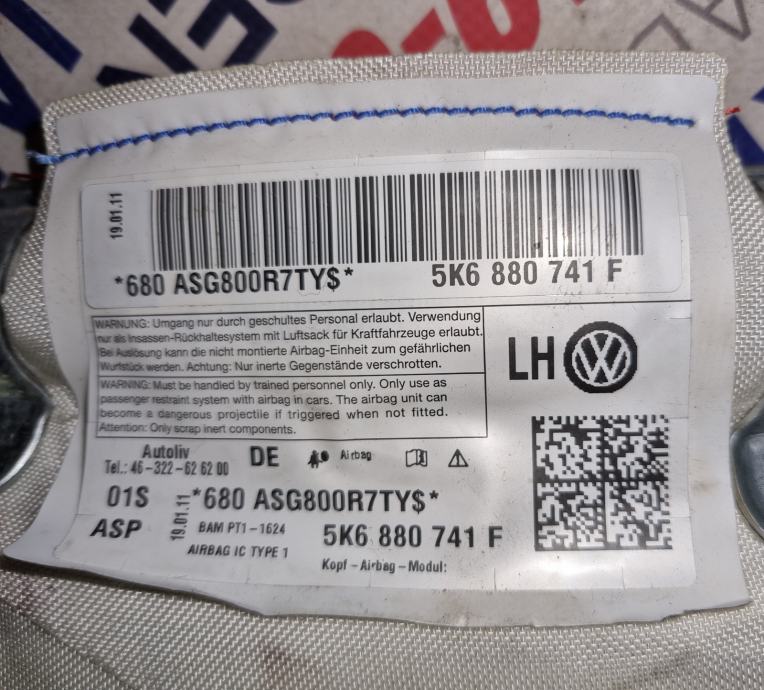 19.01.11
*680 ASG800R7TY$*
5K6 880 741 F
WARNUNG: Umgang nur durch geschultes Personal erlaubt. Verwendung
nur als Insassen-Rückhaltesystem mit Luftsack für Kraftfahrzeuge erlaubt.
Bei Auslösung kann die nicht montierte Airbag-Einheit zum gefährlichen
Wurfstück werden. Achtung: Nur inerte Gegenstände verschrotten.
WARNING: Must be handled by trained personnel only. Only use as
passenger restraint system with airbag in cars. The airbag unit can
become a dangerous projectile if triggered when not fitted.
Attention: Only scrap inert components.
LH
Autoliv
Tel.: 46-322-62 62 00
DE
Airbag
01S
ASP
19.01.11
*680 ASG800R7TY$*
BAM PT1-1624
5K6 880 741 F
AIRBAG IC TYPE 1
Kopf-Airbag-Modul: